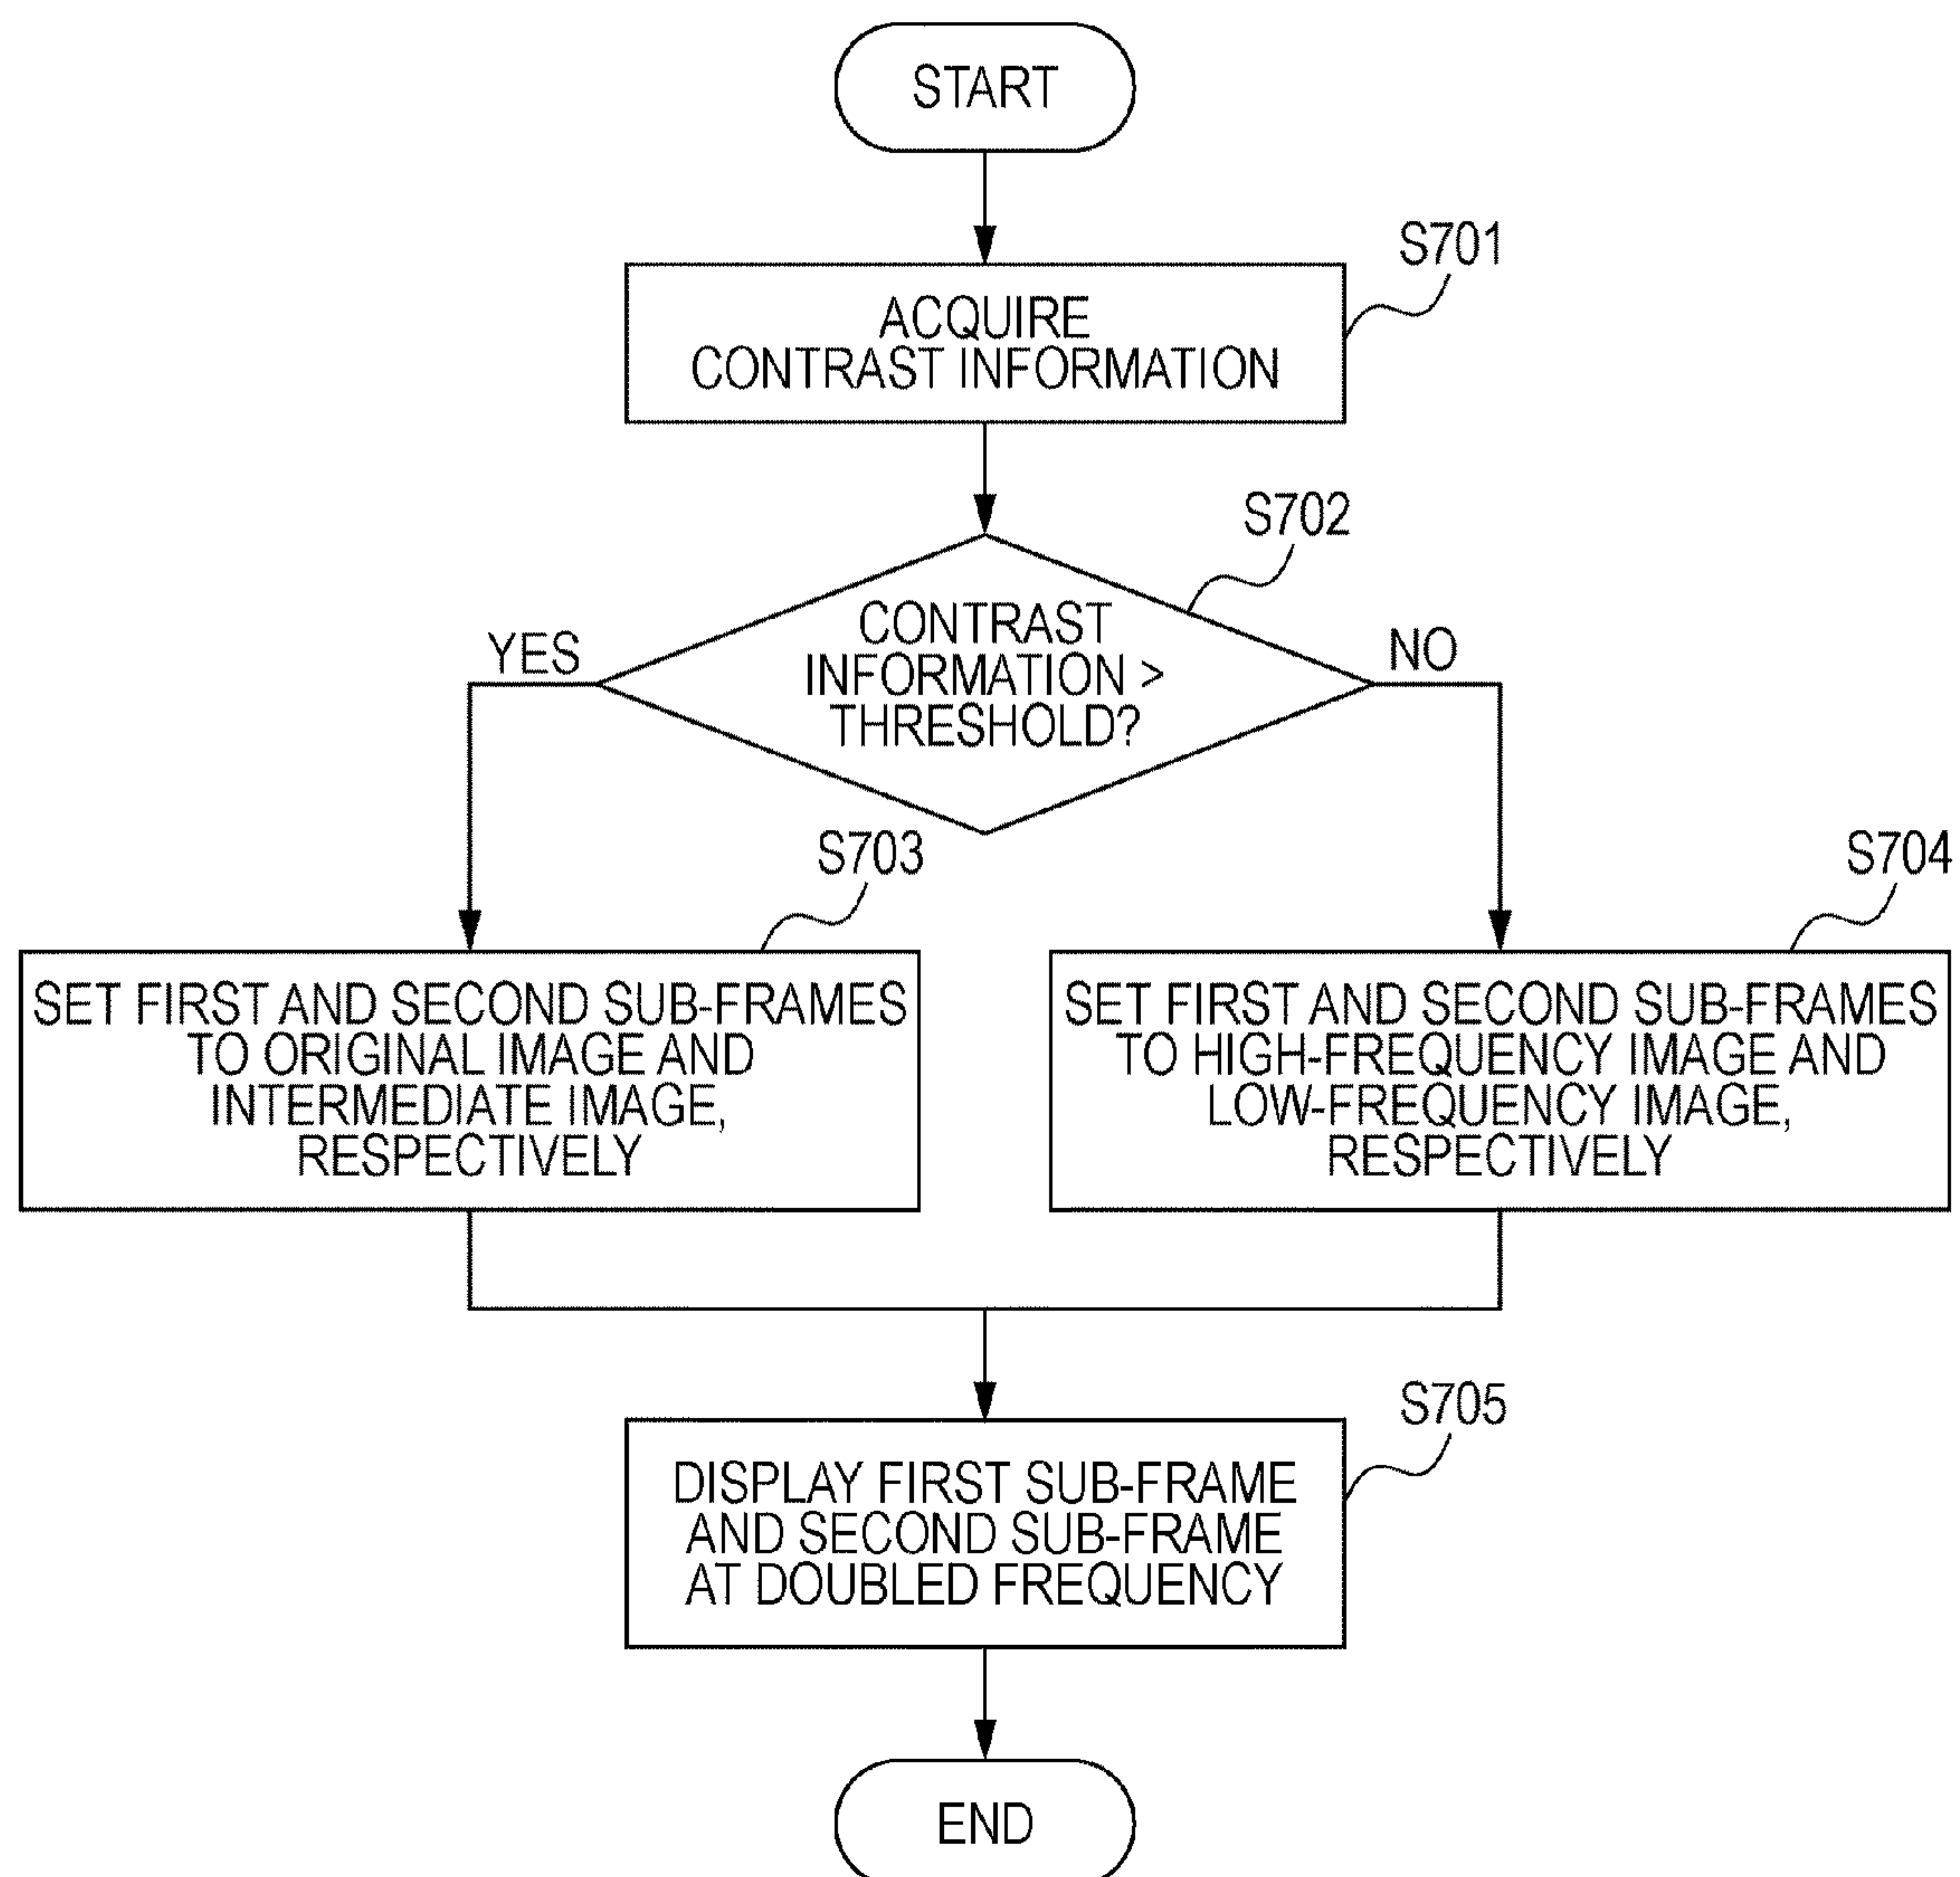 START
S701
ACQUIRE
CONTRAST INFORMATION
S702
CONTRAST
INFORMATION >
THRESHOLD?
YES
NO
S703
SET FIRST AND SECOND SUB-FRAMES
TO ORIGINAL IMAGE AND
INTERMEDIATE IMAGE,
RESPECTIVELY
S704
SET FIRST AND SECOND SUB-FRAMES
TO HIGH-FREQUENCY IMAGE AND
LOW-FREQUENCY IMAGE,
RESPECTIVELY
S705
DISPLAY FIRST SUB-FRAME
AND SECOND SUB-FRAME
AT DOUBLED FREQUENCY
END